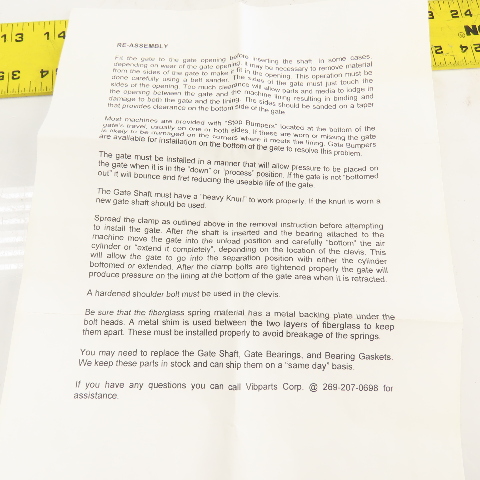 RE-ASSEMBLY
Fit the gate to the gate opening before inserting the shaft. In some cases,
depending on wear of the gate opening, it may be necessary to remove material
from the sides of the gate to make it fit in the opening. This operation must be
done carefully using a belt sander. The sides of the gate must just touch the
sides of the opening. Too much clearance will allow parts and media to lodge in
the opening between the gate and the machine lining resulting in binding and
damage to both the gate and the lining. The sides should be sanded on a taper
that provides clearance on the bottom side of the gate.
Most machines are provided with "Stop Bumpers" located at the bottom of the
gate's travel, usually on one or both sides. If these are worn or missing the gate
is likely to be damaged on the corners where it meets the lining. Gate Bumpers
are available for installation on the bottom of the gate to resolve this problem.
The gate must be installed in a manner that will allow pressure to be placed on
the gate when it is in the "down" or "process" position. If the gate is not "bottomed
out" it will bounce and fret reducing the useable life of the gate.
The Gate Shaft must have a "heavy Knurl" to work properly. If the knurl is worn a
new gate shaft should be used.
Spread the clamp as outlined above in the removal instruction before attempting
to install the gate. After the shaft is inserted and the bearing attached to the
machine move the gate into the unload position and carefully "bottom" the air
cylinder or "extend it completely", depending on the location of the clevis. This
will allow the gate to go into the separation position with either the cylinder
bottomed or extended. After the clamp bolts are tightened properly the gate will
produce pressure on the lining at the bottom of the gate area when it is retracted.
A hardened shoulder bolt must be used in the clevis.
Be sure that the fiberglass spring material has a metal backing plate under the
bolt heads. A metal shim is used between the two layers of fiberglass to keep
them apart. These must be installed properly to avoid breakage of the springs.
You may need to replace the Gate Shaft, Gate Bearings, and Bearing Gaskets.
We keep these parts in stock and can ship them on a "same day" basis.
If you have any questions you can call Vibparts Corp. @ 269-207-0698 for
assistance.